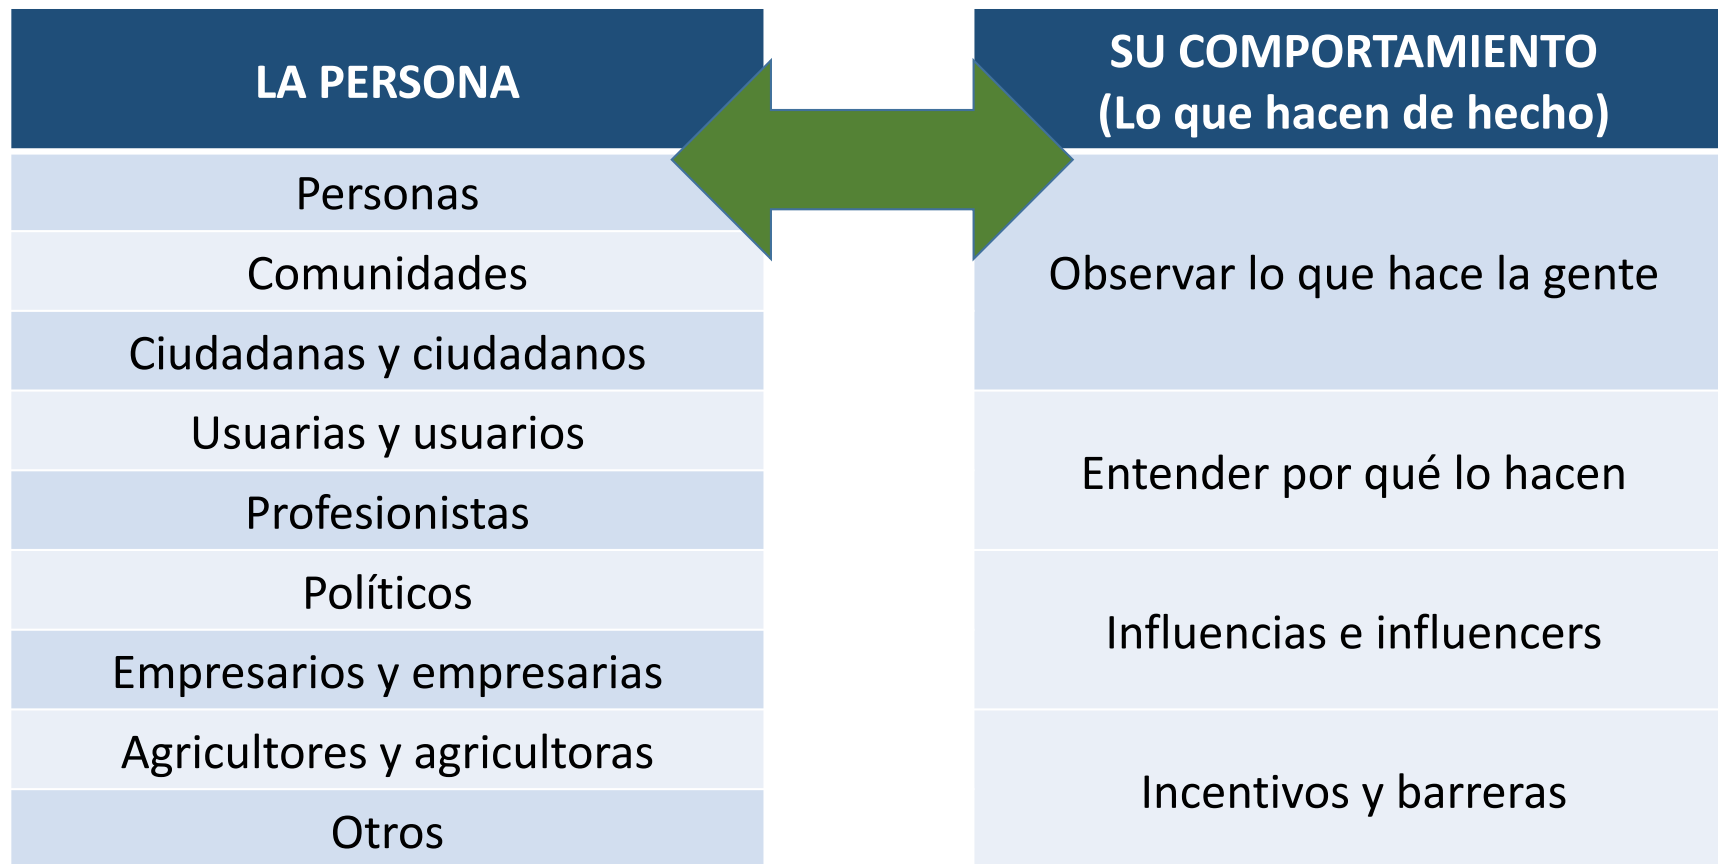 LA PERSONA
Personas
Comunidades
Ciudadanas y ciudadanos
Usuarias y usuarios
Profesionistas
Políticos
Empresarios y empresarias
Agricultores y agricultoras
Otros
SU COMPORTAMIENTO
(Lo que hacen de hecho)
Observar lo que hace la gente
Entender por qué lo hacen
Influencias e influencers
Incentivos y barreras